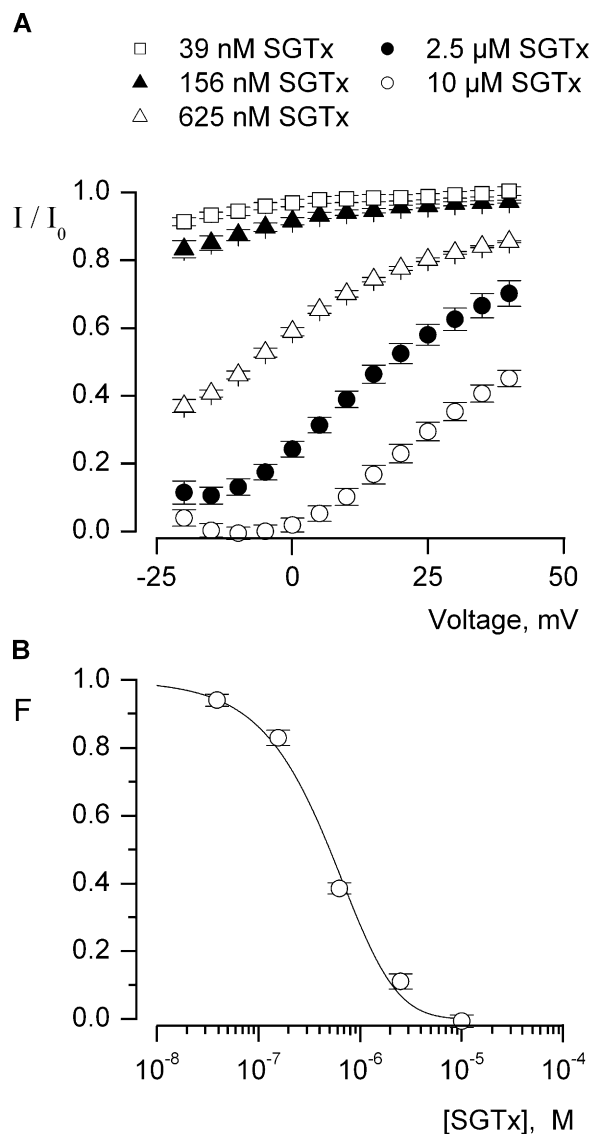 A
39 nM SGTx 2.5 µM SGTx
156 nM SGTx 10 µM SGTx
625 nM SGTx
I / I0
1.0
0.8
0.6
0.4
0.2
0.0
-25 0 25 50
Voltage, mV
B
F
1.0
0.8
0.6
0.4
0.2
0.0
10-8 10-7 10-6 10-5 10-4
[SGTx], M